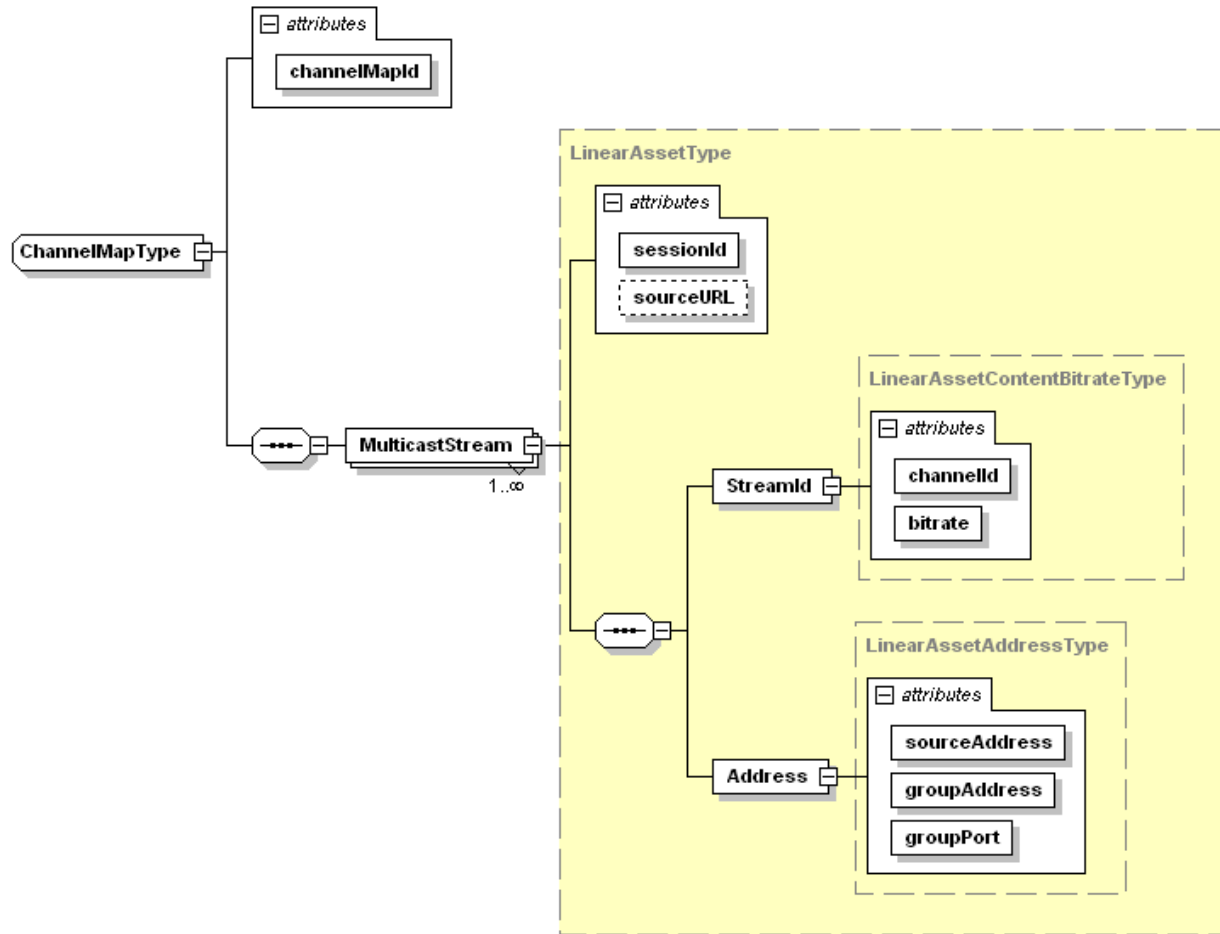 attributes
channelMapId
LinearAssetType
attributes
sessionId
sourceURL
ChannelMapType
LinearAssetContentBitrateType
attributes
channelId
bitrate
MulticastStream
1..∞
StreamId
LinearAssetAddressType
attributes
sourceAddress
groupAddress
groupPort
Address